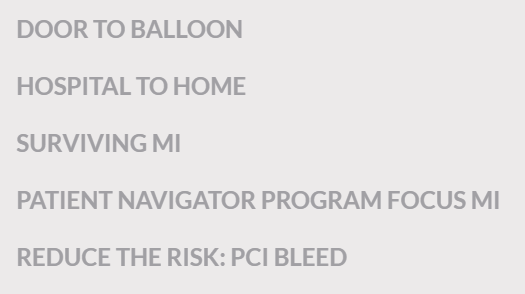 DOOR TO BALLOON
HOSPITAL TO HOME
SURVIVING MI
PATIENT NAVIGATOR PROGRAM FOCUS MI
REDUCE THE RISK: PCI BLEED